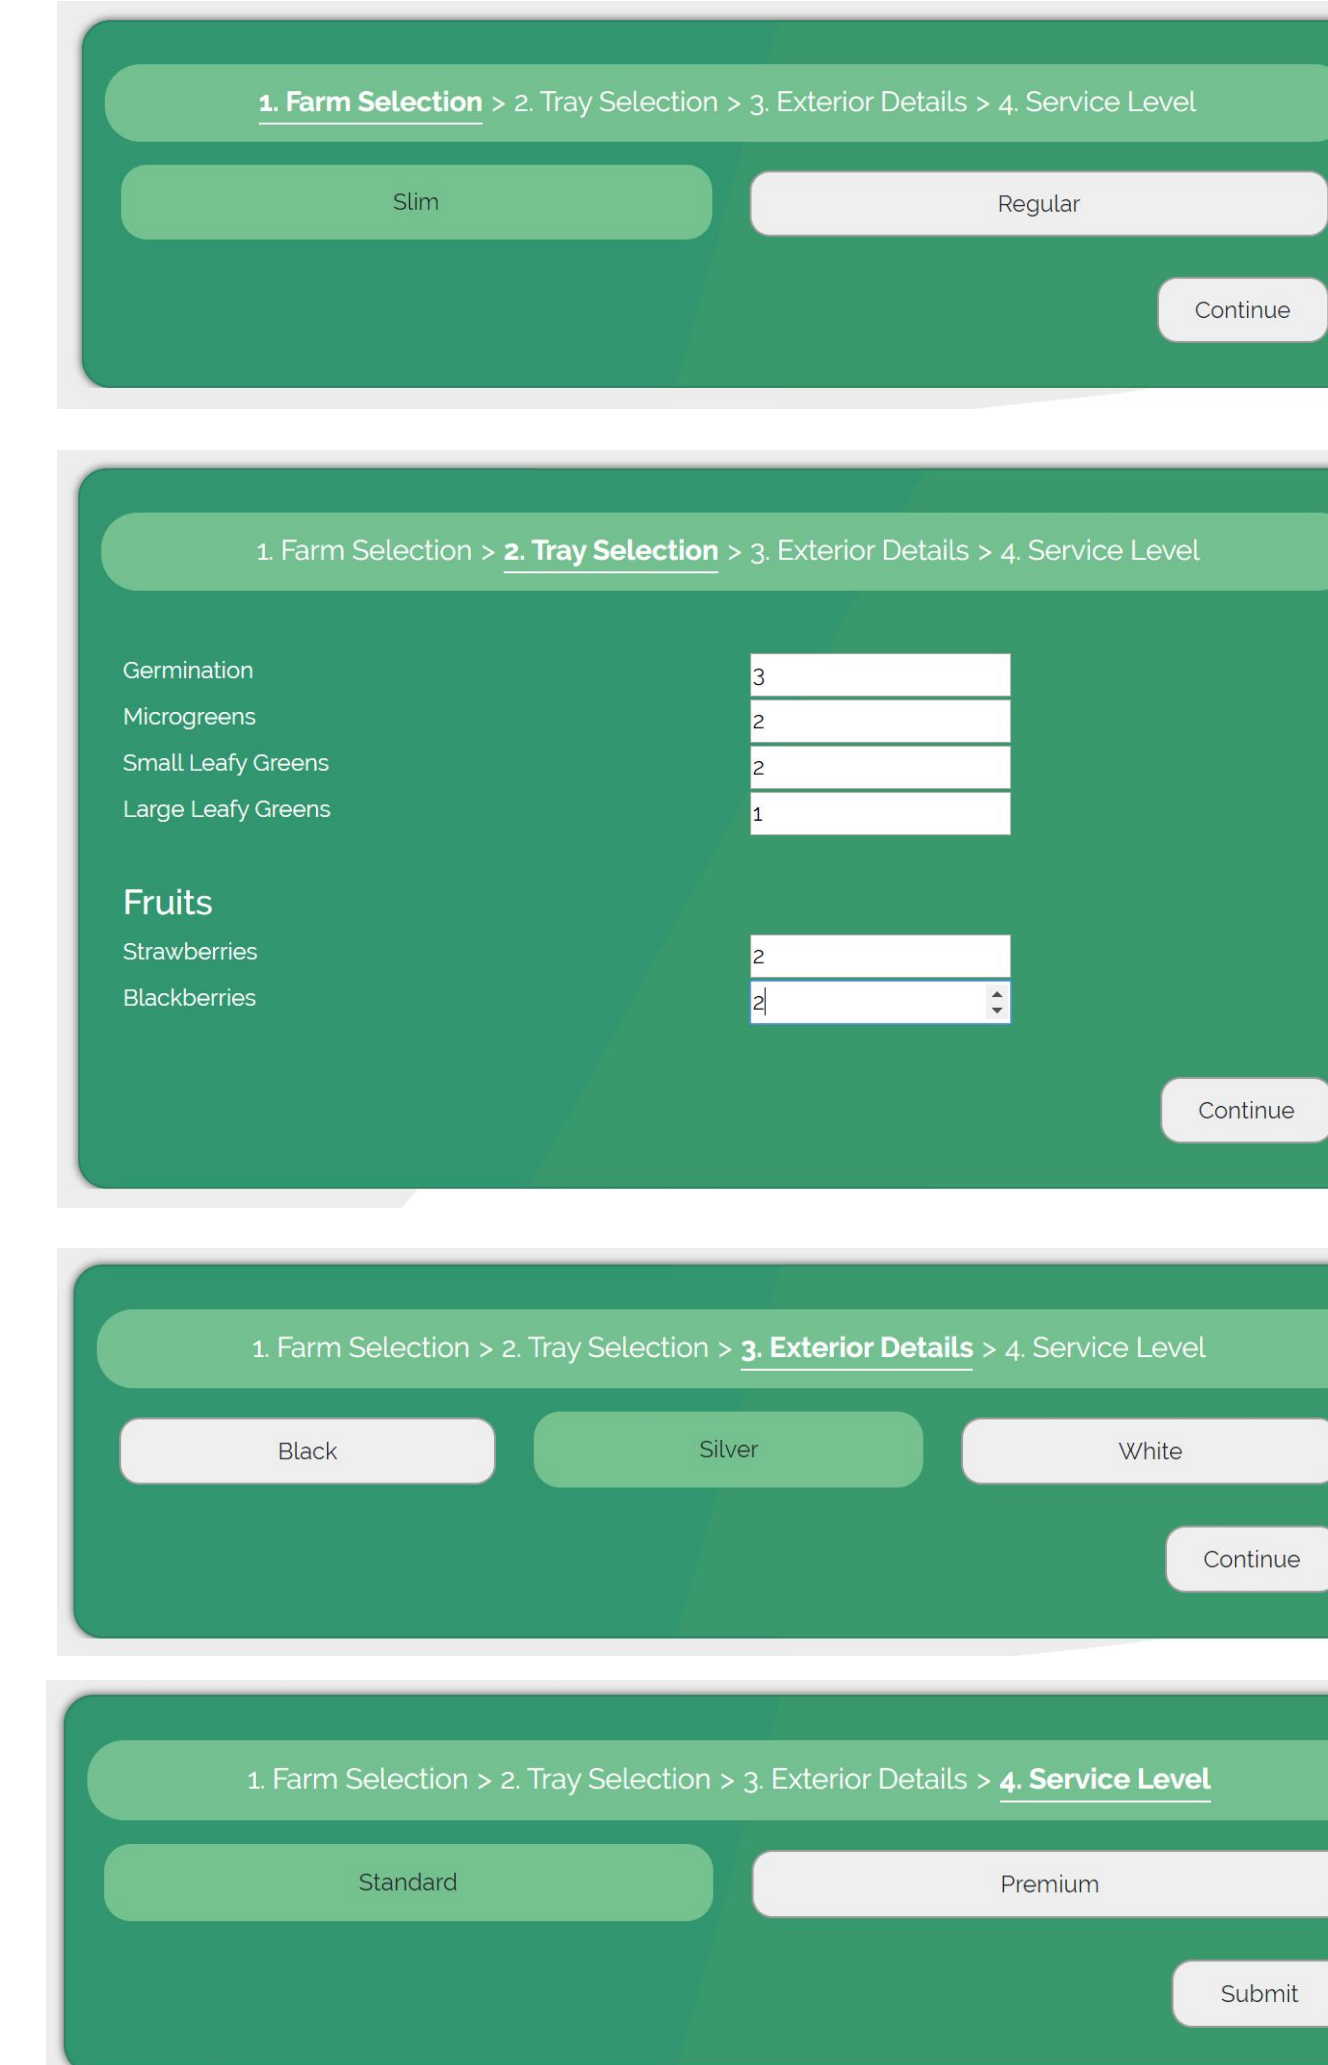 1. Farm Selection > 2. Tray Selection > 3. Exterior Details > 4. Service Level
Slim Regular
Continue
1. Farm Selection > 2. Tray Selection > 3. Exterior Details > 4. Service Level
Germination 3
Microgreens 2
Small Leafy Greens 2
Large Leafy Greens 1
Fruits
Strawberries 2
Blackberries 2
Continue
1. Farm Selection > 2. Tray Selection > 3. Exterior Details > 4. Service Level
Black Silver White
Continue
1. Farm Selection > 2. Tray Selection > 3. Exterior Details > 4. Service Level
Standard Premium
Submit